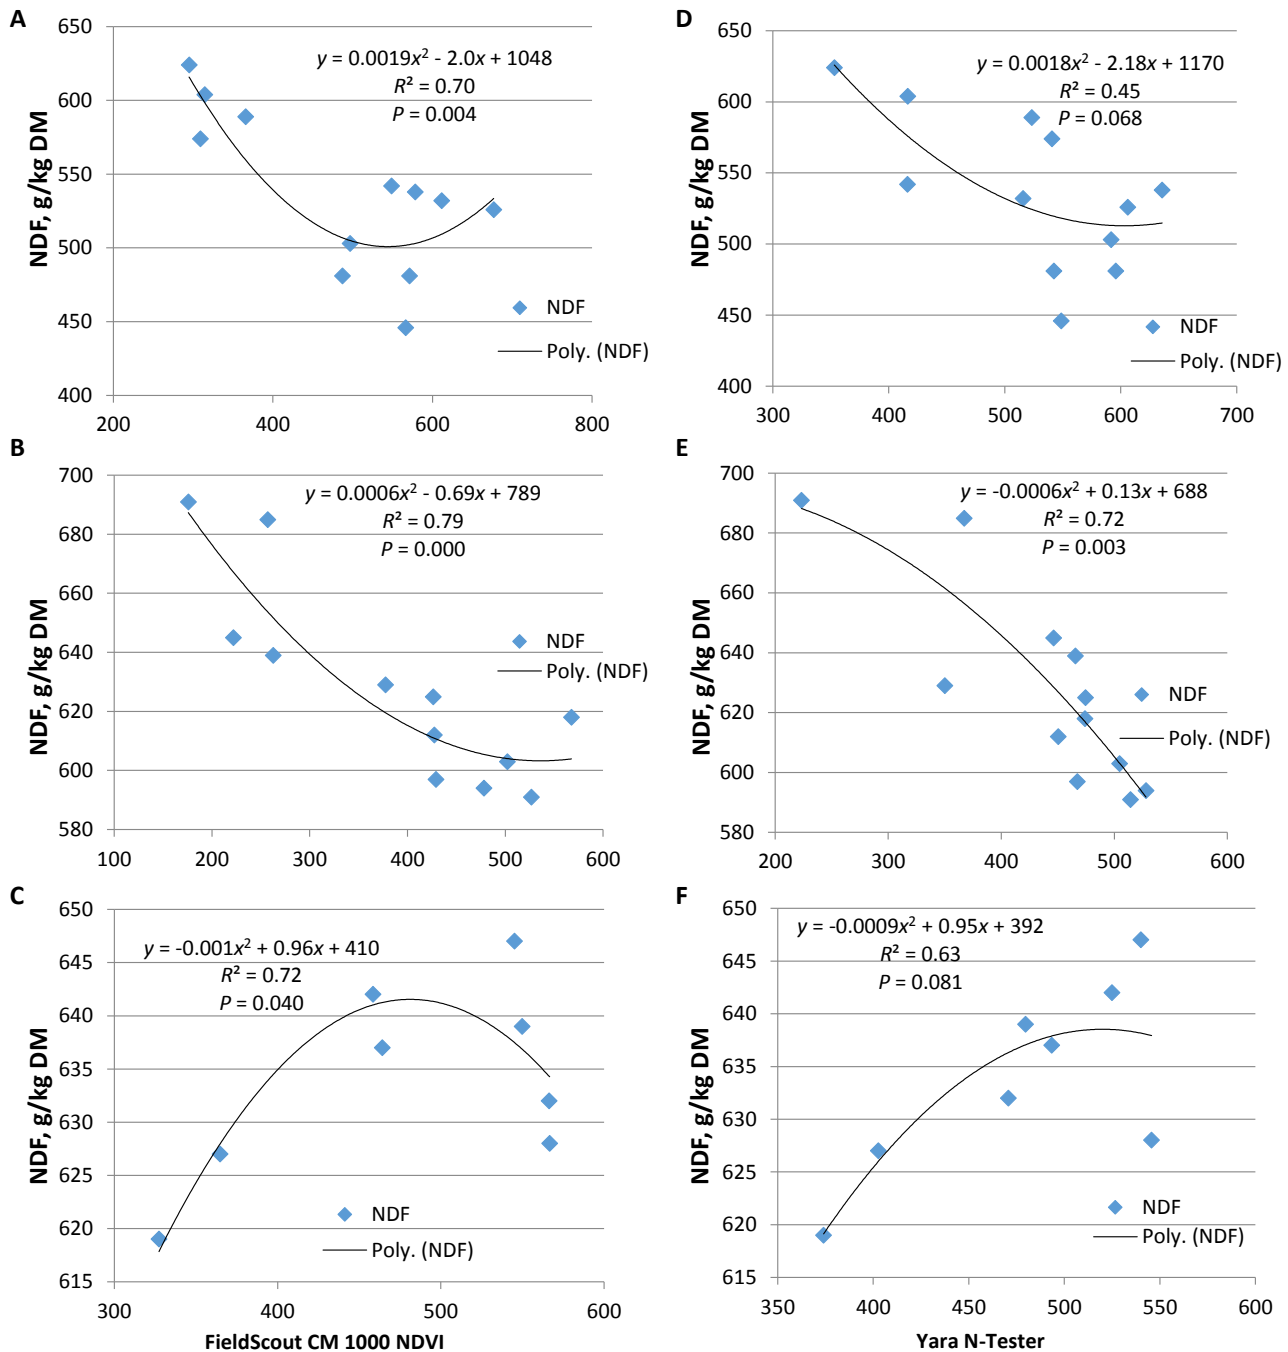 A
650
600
550
500
450
400
NDF, g/kg DM
y = 0.0019x² - 2.0x + 1048
R² = 0.70
P = 0.004
NDF
Poly. (NDF)
200
400
600
800
D
650
600
550
500
450
400
NDF, g/kg DM
y = 0.0018x² - 2.18x + 1170
R² = 0.45
P = 0.068
NDF
Poly. (NDF)
300
400
500
600
700
B
700
680
660
640
620
600
580
NDF, g/kg DM
y = 0.0006x² - 0.69x + 789
R² = 0.79
P = 0.000
NDF
Poly. (NDF)
100
200
300
400
500
600
E
700
680
660
640
620
600
580
NDF, g/kg DM
y = -0.0006x² + 0.13x + 688
R² = 0.72
P = 0.003
NDF
Poly. (NDF)
200
300
400
500
600
C
650
645
640
635
630
625
620
615
NDF, g/kg DM
y = -0.001x² + 0.96x + 410
R² = 0.72
P = 0.040
NDF
Poly. (NDF)
300
400
500
600
FieldScout CM 1000 NDVI
F
650
645
640
635
630
625
620
615
NDF, g/kg DM
y = -0.0009x² + 0.95x + 392
R² = 0.63
P = 0.081
NDF
Poly. (NDF)
350
400
450
500
550
600
Yara N-Tester